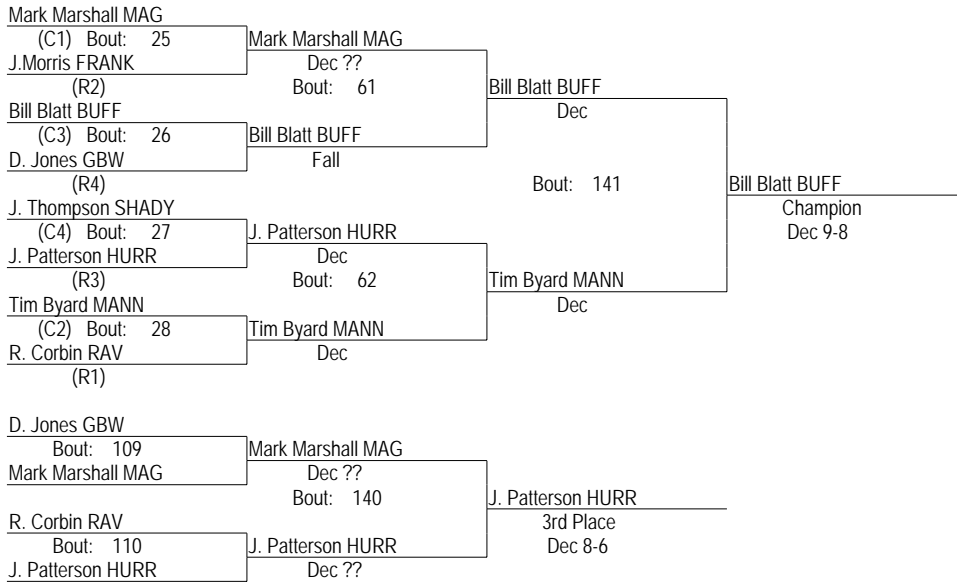 Mark Marshall MAG
(C1) Bout: 25 Mark Marshall MAG
J.Morris FRANK Dec ??
(R2) Bout: 61 Bill Blatt BUFF
Bill Blatt BUFF Dec
(C3) Bout: 26 Bill Blatt BUFF
D. Jones GBW Fall
(R4) Bout: 141 Bill Blatt BUFF
J. Thompson SHADY Champion
(C4) Bout: 27 J. Patterson HURR Dec 9-8
J. Patterson HURR Dec
(R3) Bout: 62 Tim Byard MANN
Tim Byard MANN Dec
(C2) Bout: 28 Tim Byard MANN
R. Corbin RAV Dec
(R1)
D. Jones GBW
Bout: 109 Mark Marshall MAG
Mark Marshall MAG Dec ??
Bout: 140 J. Patterson HURR
R. Corbin RAV 3rd Place
Bout: 110 J. Patterson HURR Dec 8-6
J. Patterson HURR Dec ??